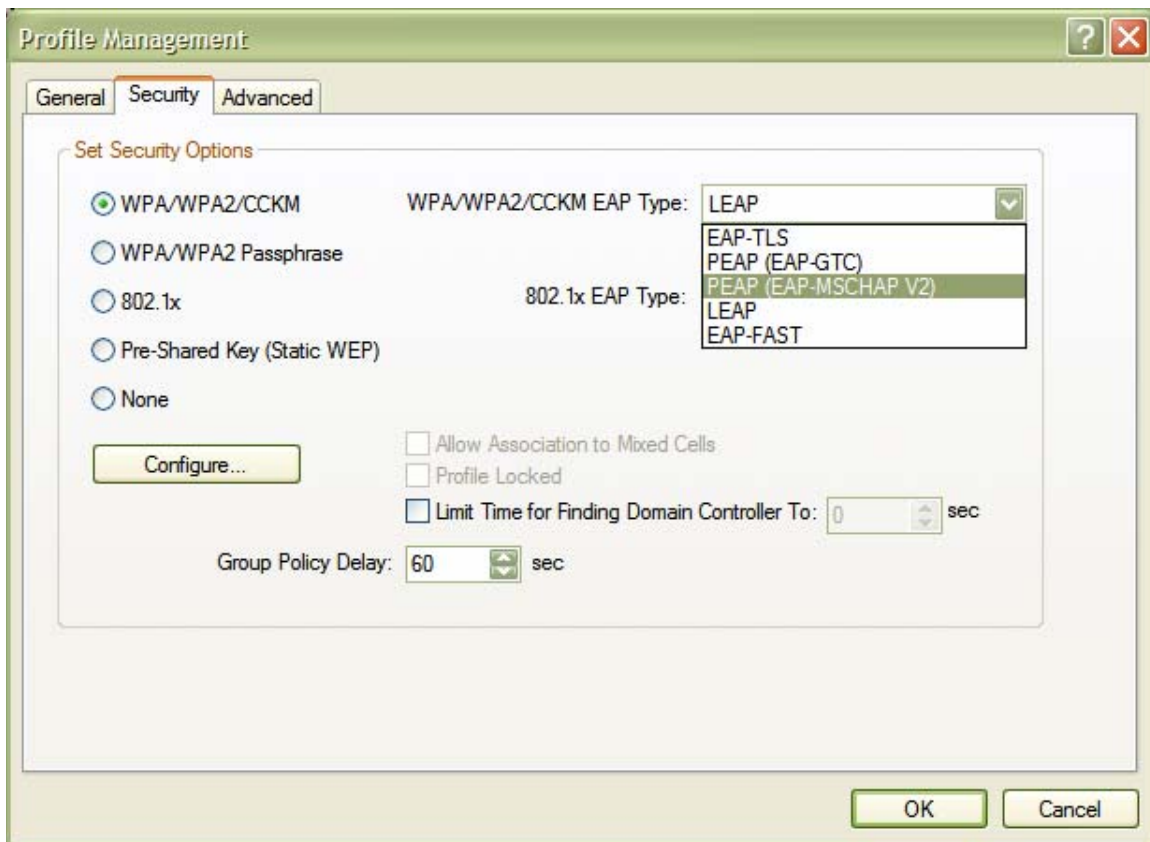 Profile Management
General Security Advanced
Set Security Options
WPA/WPA2/CCKM WPA/WPA2/CCKM EAP Type: LEAP
EAP-TLS
WPA/WPA2 Passphrase PEAP (EAP-GTC)
802.1x 802.1x EAP Type: PEAP (EAP-MSCHAP V2)
LEAP
Pre-Shared Key (Static WEP) EAP-FAST
None
Configure... Allow Association to Mixed Cells
Profile Locked
Limit Time for Finding Domain Controller To: 0 sec
Group Policy Delay: 60 sec
OK Cancel